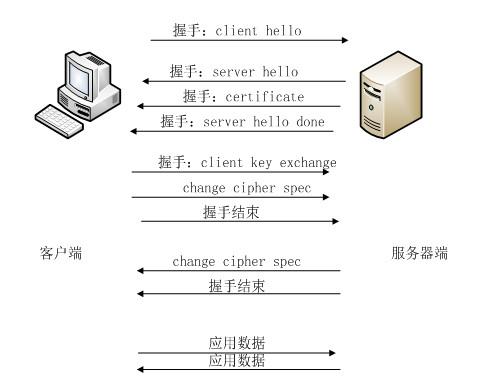 握手：client hello
握手：server hello
握手：certificate
握手：server hello done
握手：client key exchange
change cipher spec
握手结束
客户端
服务器端
change cipher spec
握手结束
应用数据
应用数据